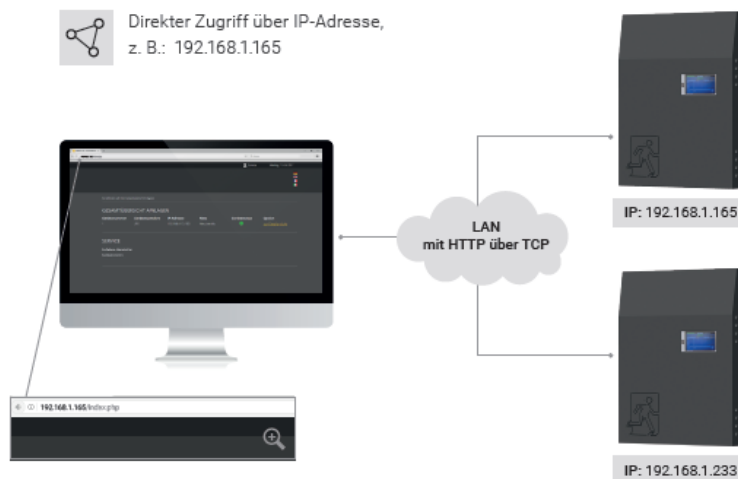 Direkter Zugriff über IP-Adresse,
z. B.: 192.168.1.165
IP: 192.168.1.165
LAN
mit HTTP über TCP
GESAMTÜBERSICHT ANLAGEN
SERVICE
192.168.1.165/index.php
IP: 192.168.1.233